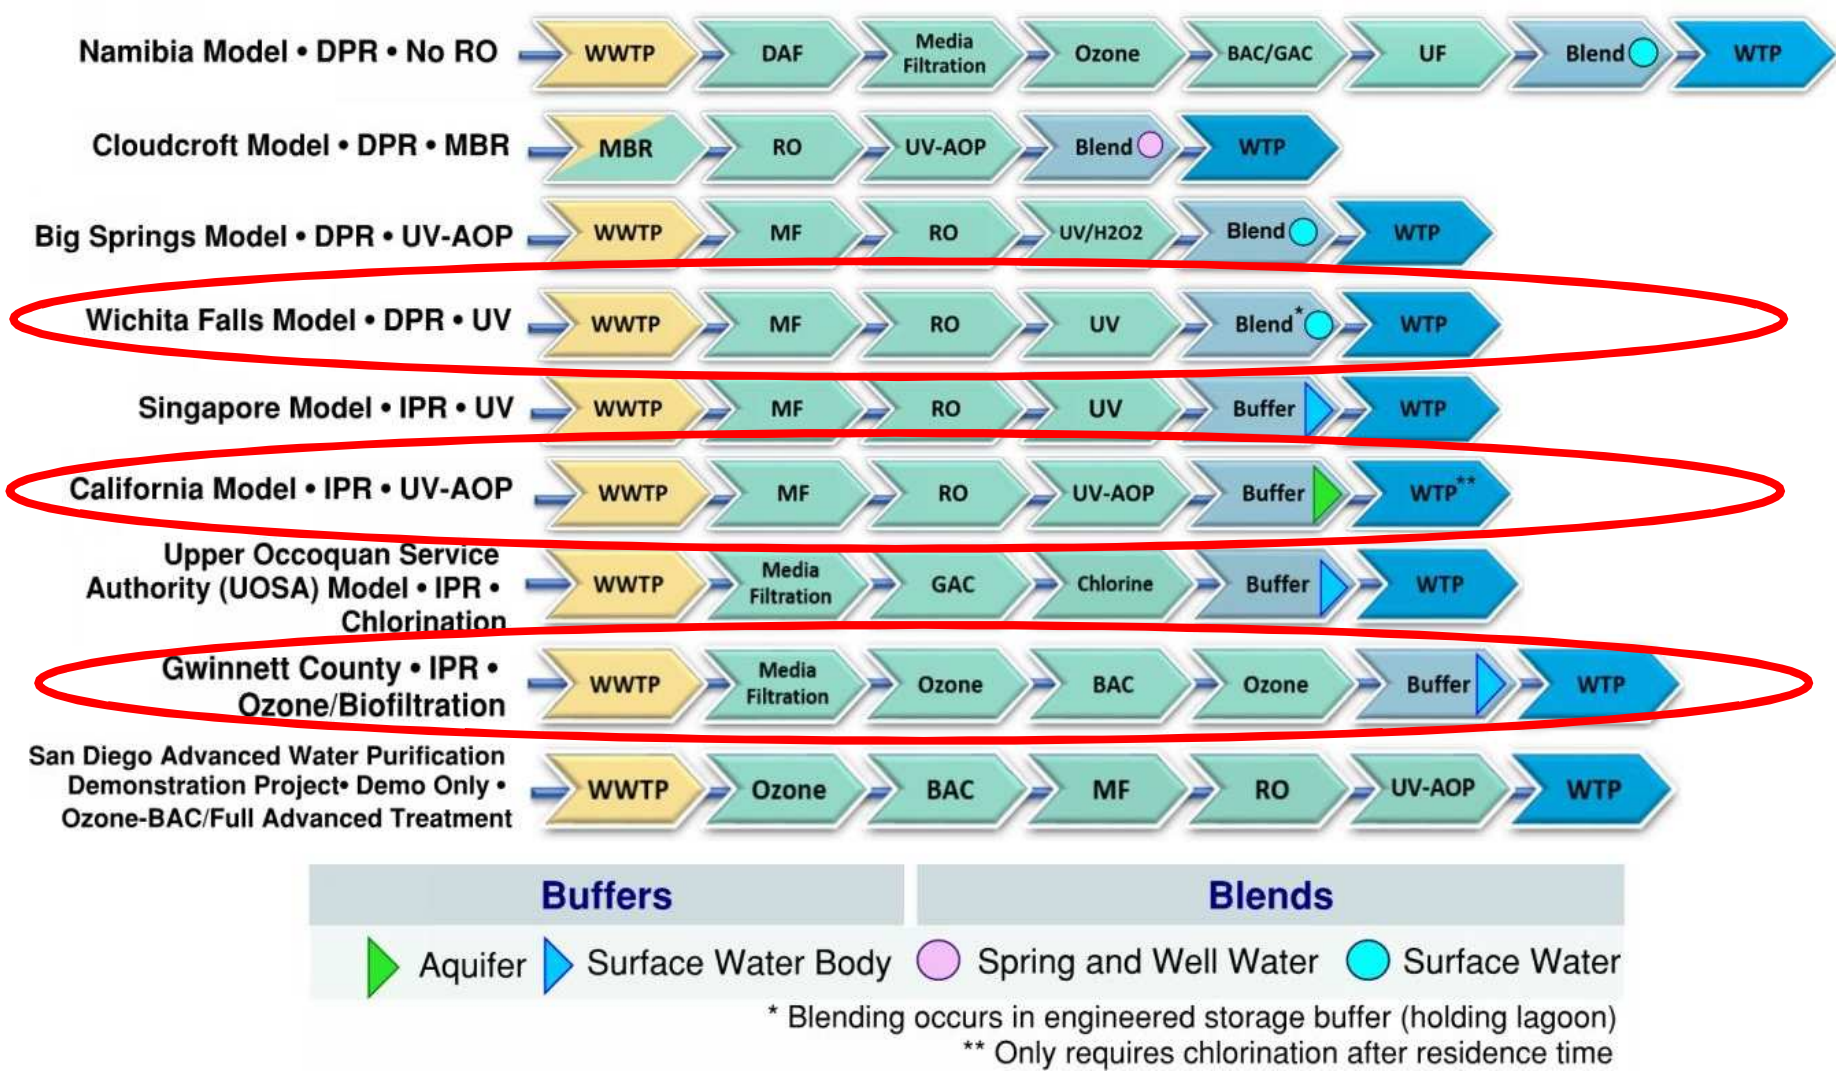 Namibia Model • DPR • No RO WWTP DAF Media Filtration Ozone BAC/GAC UF Blend WTP
Cloudcroft Model • DPR • MBR MBR RO UV-AOP Blend WTP
Big Springs Model • DPR • UV-AOP WWTP MF RO UV/H2O2 Blend WTP
Wichita Falls Model • DPR • UV WWTP MF RO UV Blend* WTP
Singapore Model • IPR • UV WWTP MF RO UV Buffer WTP
California Model • IPR • UV-AOP WWTP MF RO UV-AOP Buffer WTP**
Upper Occoquan Service
Authority (UOSA) Model • IPR •
Chlorination
WWTP Media Filtration GAC Chlorine Buffer WTP
Gwinnett County • IPR •
Ozone/Biofiltration
WWTP Media Filtration Ozone BAC Ozone Buffer WTP
San Diego Advanced Water Purification
Demonstration Project• Demo Only •
Ozone-BAC/Full Advanced Treatment
WWTP Ozone BAC MF RO UV-AOP WTP
Buffers Blends
Aquifer Surface Water Body Spring and Well Water Surface Water
* Blending occurs in engineered storage buffer (holding lagoon)
** Only requires chlorination after residence time